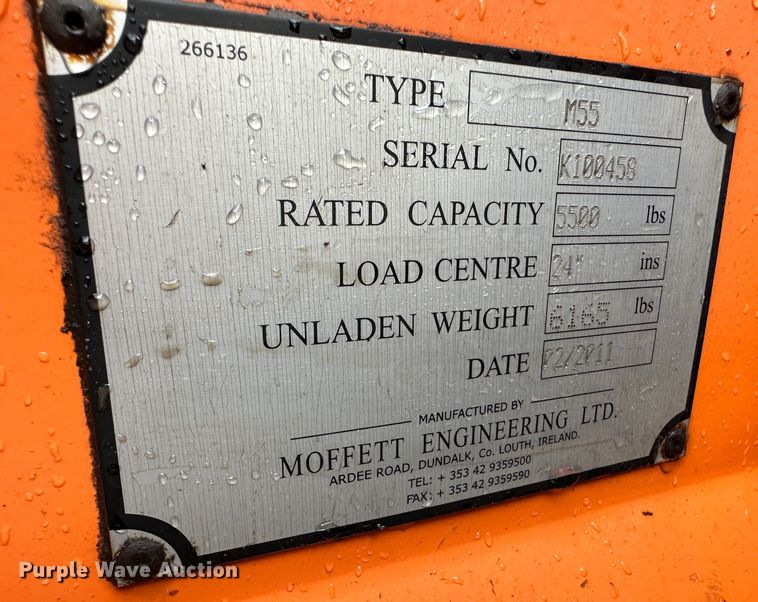 266136
TYPE M55
SERIAL No. K100458
RATED CAPACITY 5500 lbs
LOAD CENTRE 24" ins
UNLADEN WEIGHT 6165 lbs
DATE 02/2011
MANUFACTURED BY
MOFFETT ENGINEERING LTD.
ARDEE ROAD, DUNDALK, Co. LOUTH, IRELAND.
TEL: + 353 42 9359500
FAX: + 353 42 9359590
Purple Wave Auction